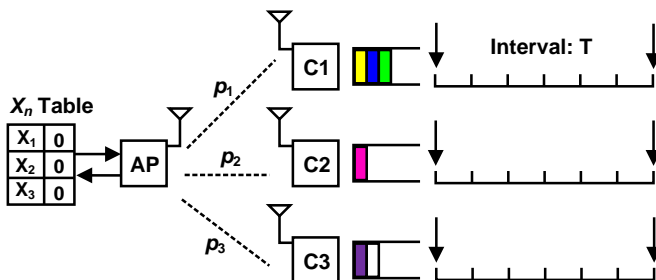 C1
Interval: T
p1
Xn Table
X1 0
X2 0
X3 0
AP
p2
C2
p3
C3